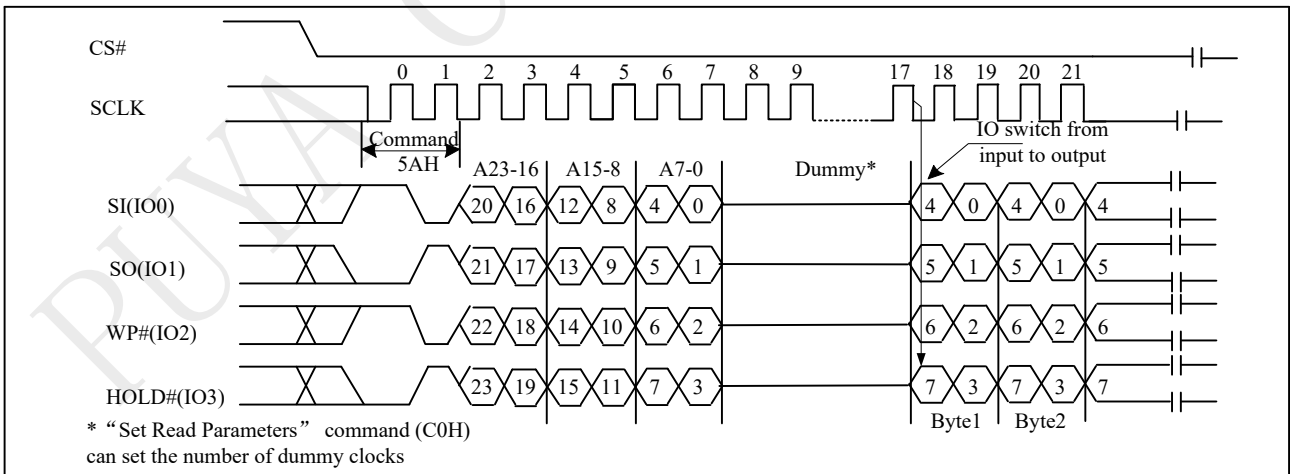 PUYA
CS#
0 1 2 3 4 5 6 7 8 9 17 18 19 20 21
SCLK
Command
5AH
IO switch from
input to output
A23-16 A15-8 A7-0 Dummy*
SI(IO0) 20 16 12 8 4 0 4 0 4 0 4
SO(IO1) 21 17 13 9 5 1 5 1 5 1 5
WP#(IO2) 22 18 14 10 6 2 6 2 6 2 6
HOLD#(IO3) 23 19 15 11 7 3 7 3 7 3 7
Byte1 Byte2
* “Set Read Parameters” command (C0H)
can set the number of dummy clocks